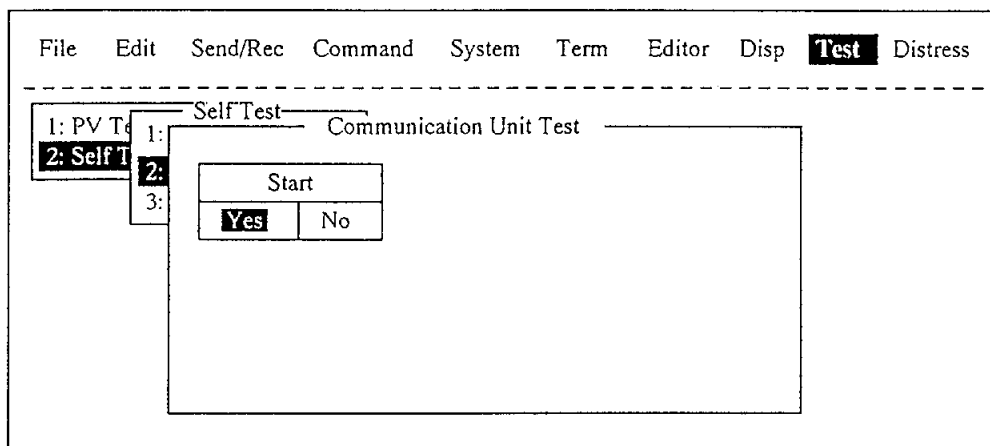 File Edit Send/Rec Command System Term Editor Disp Test Distress
Self Test
1: PV Te
1:
Communication Unit Test
2: Self T
2:
3:
Start
Yes No